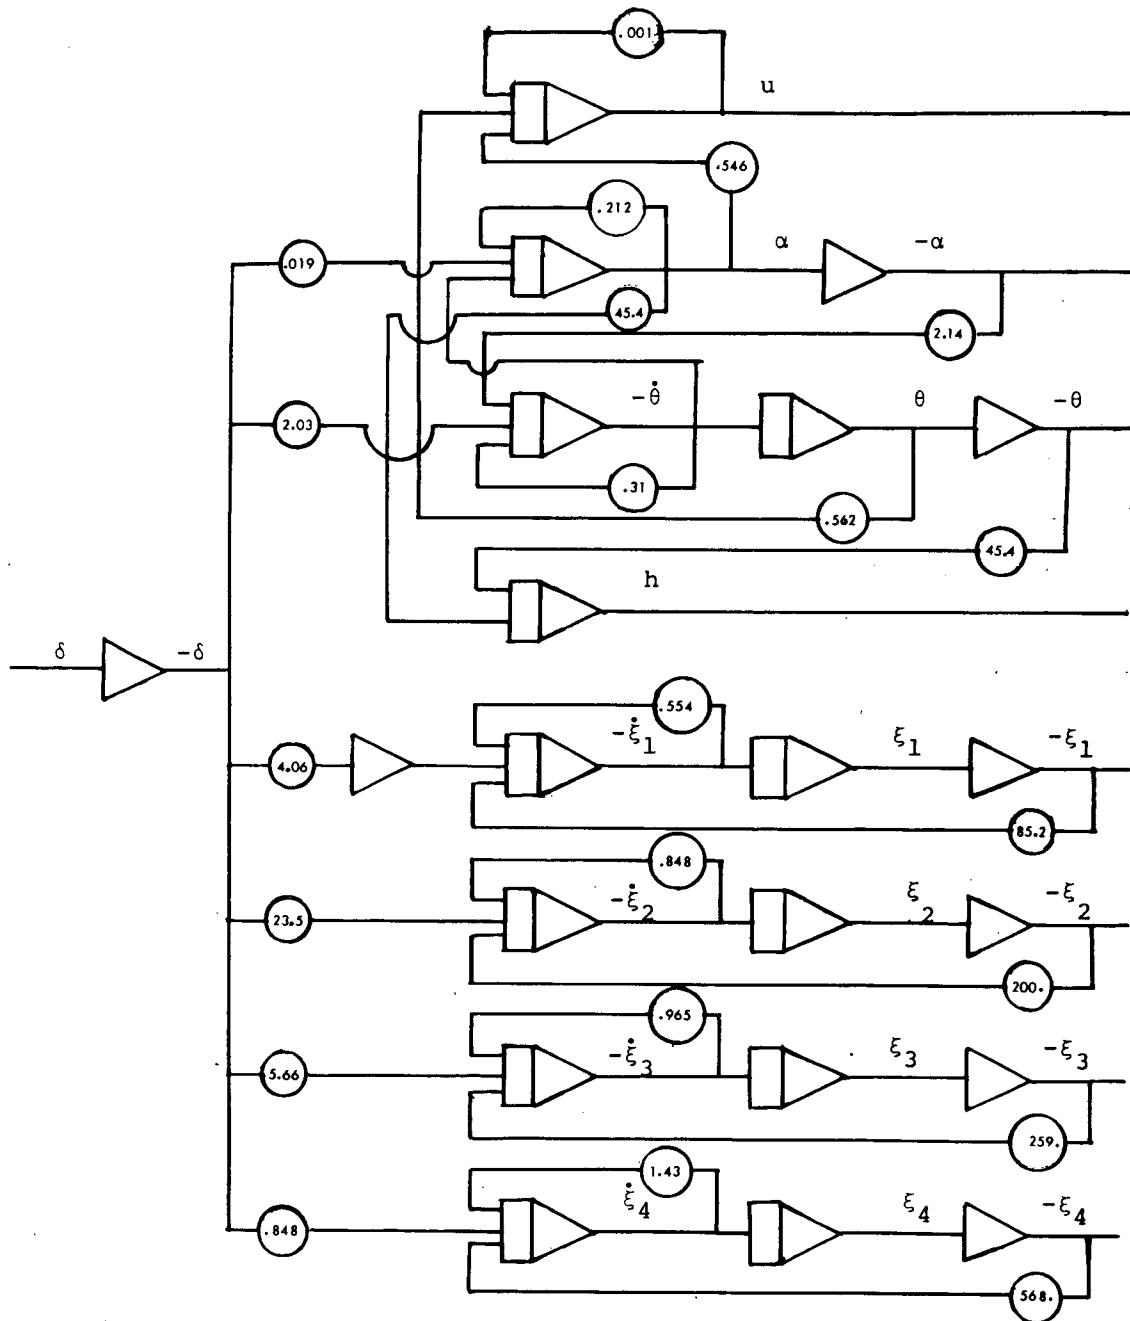 .001
u
.546
.212
.019
α
-α
45.4
2.14
2.03
-θ̇
θ
-θ
.31
.562
45.4
h
δ
-δ
.554
4.06
-ξ̇1
ξ1
-ξ1
85.2
.848
23.5
-ξ̇2
ξ2
-ξ2
200.
.965
5.66
-ξ̇3
ξ3
-ξ3
259.
1.43
.848
ξ̇4
ξ4
-ξ4
568.